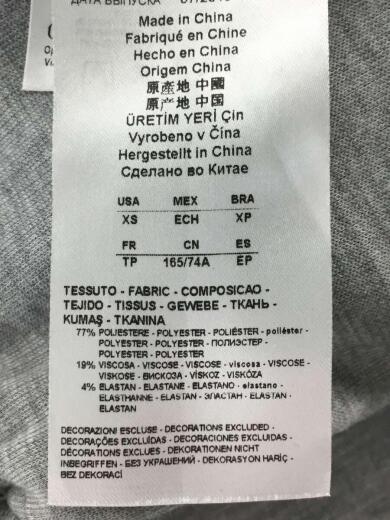 ДАТА ВЫПУСКА
Made in China
Fabriqué en Chine
Hecho en China
Origem China
原產地 中國
原产地 中国
ÜRETİM YERİ Çin
Vyrobeno v Čína
Hergestellt in China
Сделано во Китае
USA MEX BRA
XS ECH XP
FR CN ES
TP 165/74A EP
TESSUTO - FABRIC - COMPOSICAO -
TEJIDO - TISSUS - GEWEBE - ТКАНЬ -
KUMAŞ - TKANINA
77% POLIESTERE - POLYESTER - POLIÉSTER - poliéster -
POLYESTER - POLYESTER - ПОЛИЭСТЕР -
POLYESTER - POLYESTER
19% VISCOSA - VISCOSE - VISCOSE - viscosa - VISCOSE -
VISKOSE - ВИСКОЗА - VİSKOZ - VISKÓZA
4% ELASTAN - ELASTANE - ELASTANO - elastano -
ELASTHANNE - ELASTAN - ЭЛАСТАН - ELASTAN -
ELASTAN
DECORAZIONI ESCLUSE - DECORATIONS EXCLUDED -
DECORAÇÕES EXCLUÍDAS - DECORACIONES EXCLUIDAS -
DÉCORATIONS EXCLUES - DEKORATIONEN NICHT
INBEGRIFFEN - БЕЗ УКРАШЕНИЙ - DEKORASYON HARİÇ -
BEZ DEKORACÍ